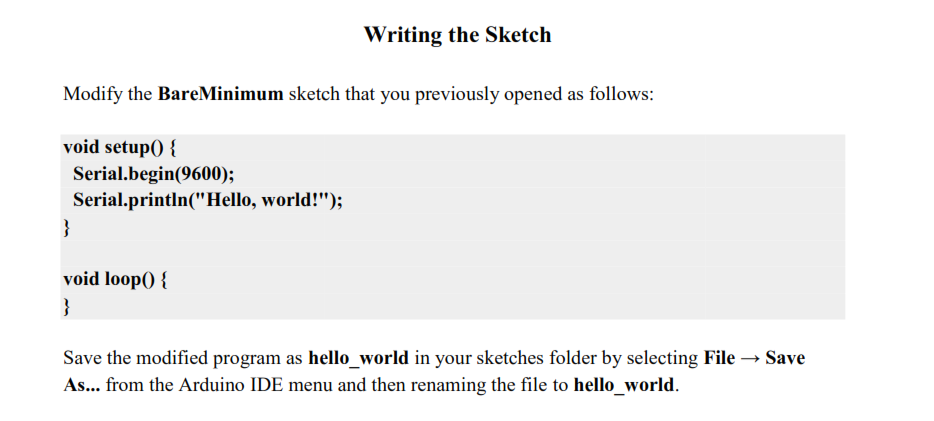 Writing the Sketch
Modify the BareMinimum sketch that you previously opened as follows:
void setup() {
  Serial.begin(9600);
  Serial.println("Hello, world!");
}
void loop() {
}
Save the modified program as hello_world in your sketches folder by selecting File → Save
As... from the Arduino IDE menu and then renaming the file to hello_world.